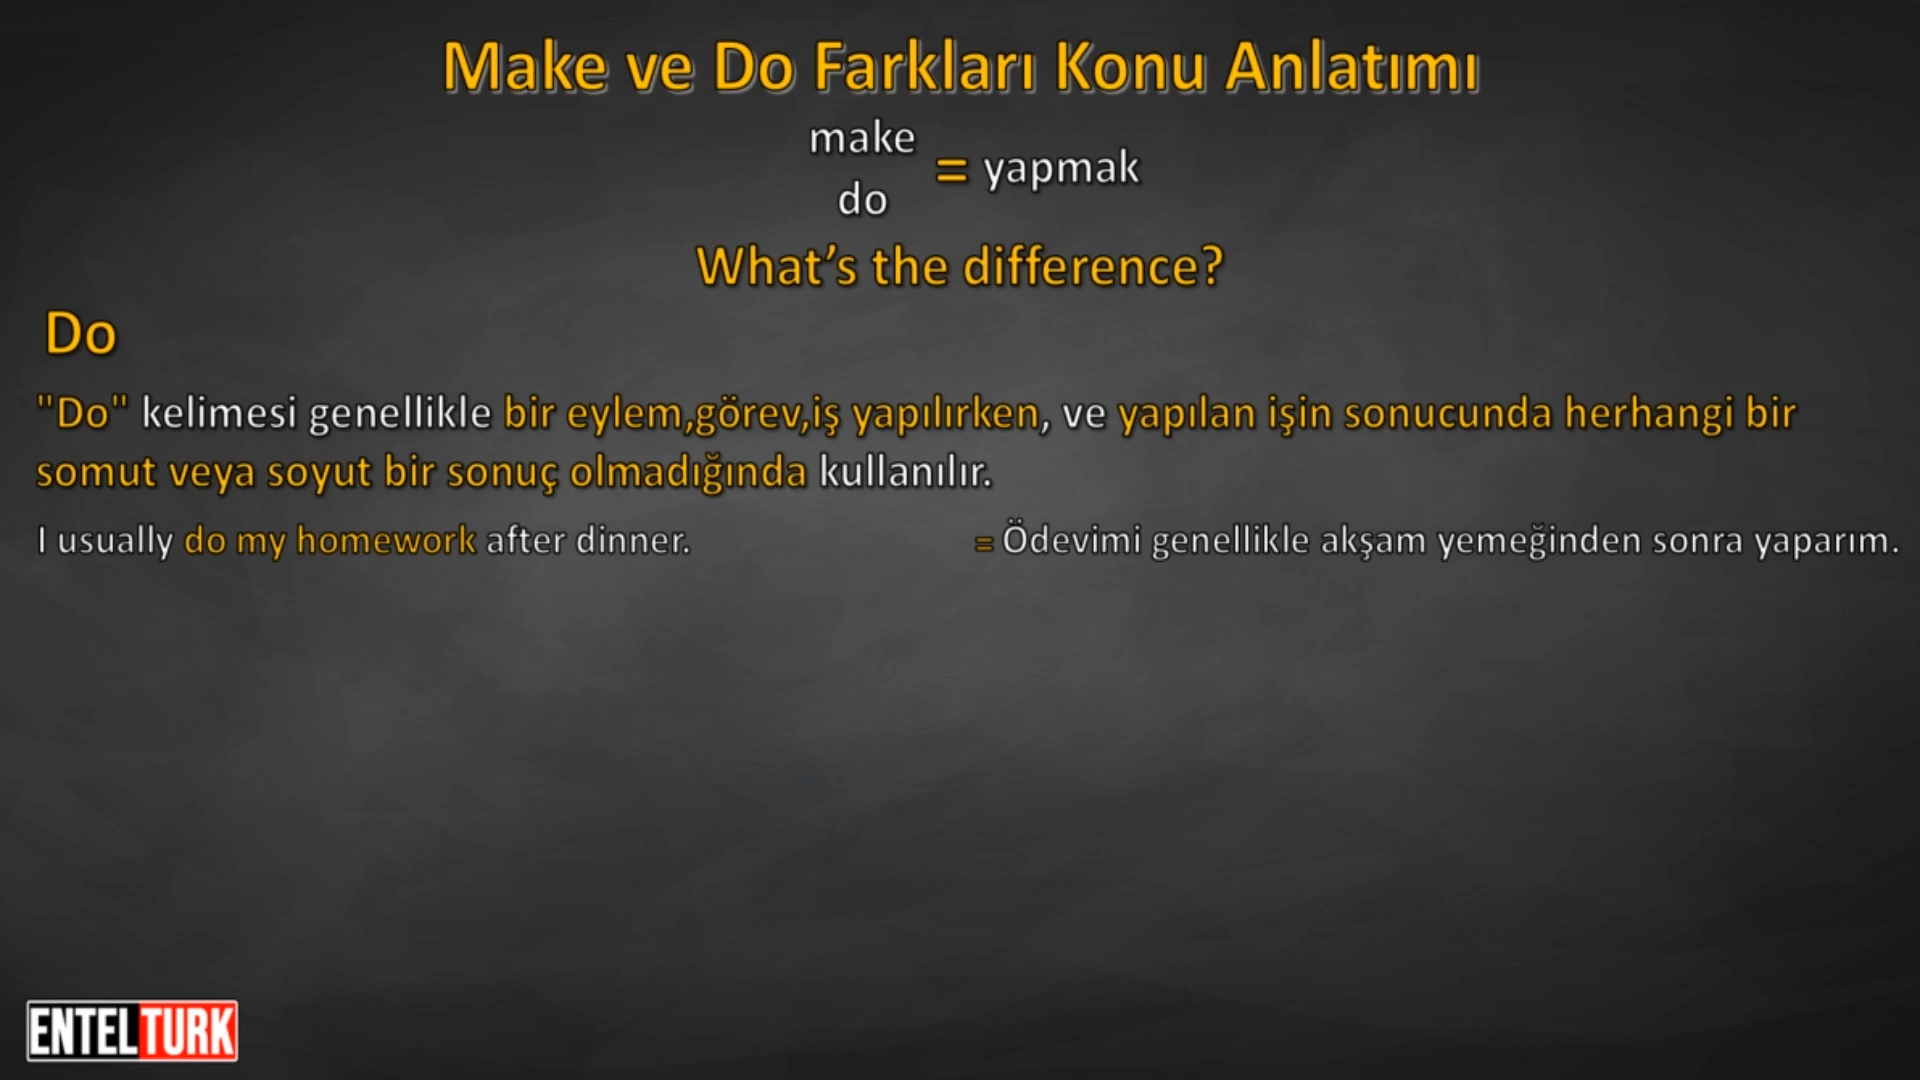 Make ve Do Farkları Konu Anlatımı
make
do
= yapmak
What’s the difference?
Do
"Do" kelimesi genellikle bir eylem,görev,iş yapılırken, ve yapılan işin sonucunda herhangi bir
somut veya soyut bir sonuç olmadığında kullanılır.
I usually do my homework after dinner. = Ödevimi genellikle akşam yemeğinden sonra yaparım.
ENTELTURK